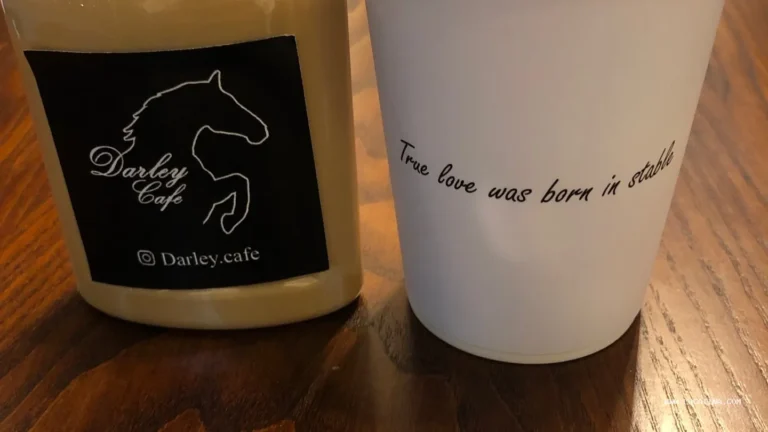 Darley
Cafe
Darley.cafe
True love was born in stable